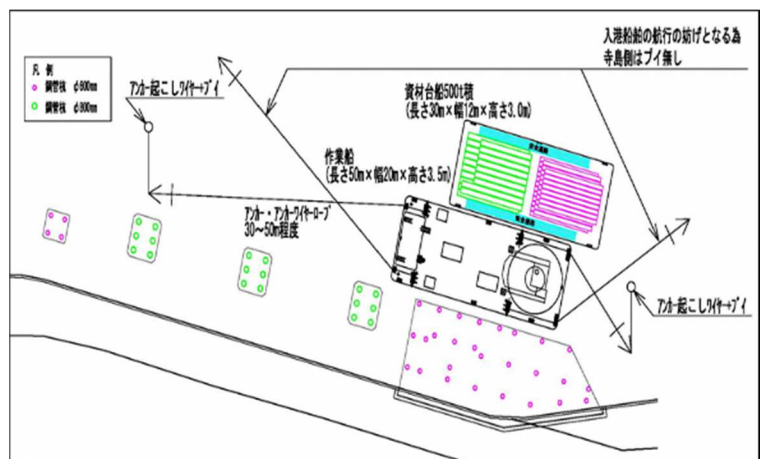 入港船舶の航行の妨げとなる為
寺島側はブイ無し
凡 例
鋼管杭 φ800mm
鋼管杭 φ600mm
アンカー起こしワイヤー+ブイ
資材台船500t積
(長さ30m×幅12m×高さ3.0m)
作業船
(長さ50m×幅20m×高さ3.5m)
アンカー・アンカーワイヤーロープ
30～50m程度
アンカー起こしワイヤー+ブイ